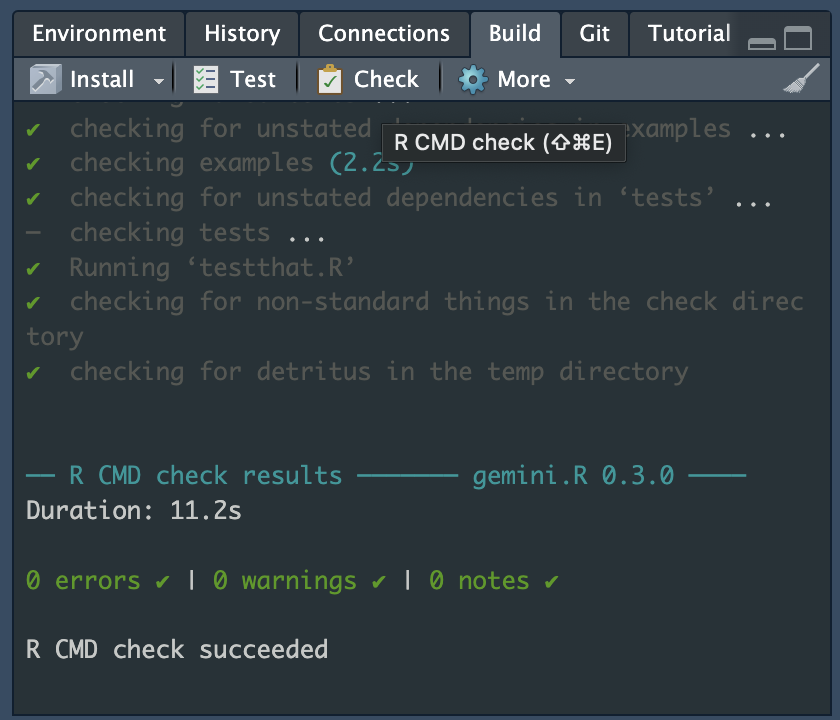 Environment History Connections Build Git Tutorial
Install Test Check More
✔ checking for unstated examples ...
R CMD check (⇧⌘E)
✔ checking examples (2.2s)
✔ checking for unstated dependencies in ‘tests’ ...
─ checking tests ...
✔ Running ‘testthat.R’
✔ checking for non-standard things in the check direc
tory
✔ checking for detritus in the temp directory
── R CMD check results ─────── gemini.R 0.3.0 ────
Duration: 11.2s
0 errors ✔ | 0 warnings ✔ | 0 notes ✔
R CMD check succeeded